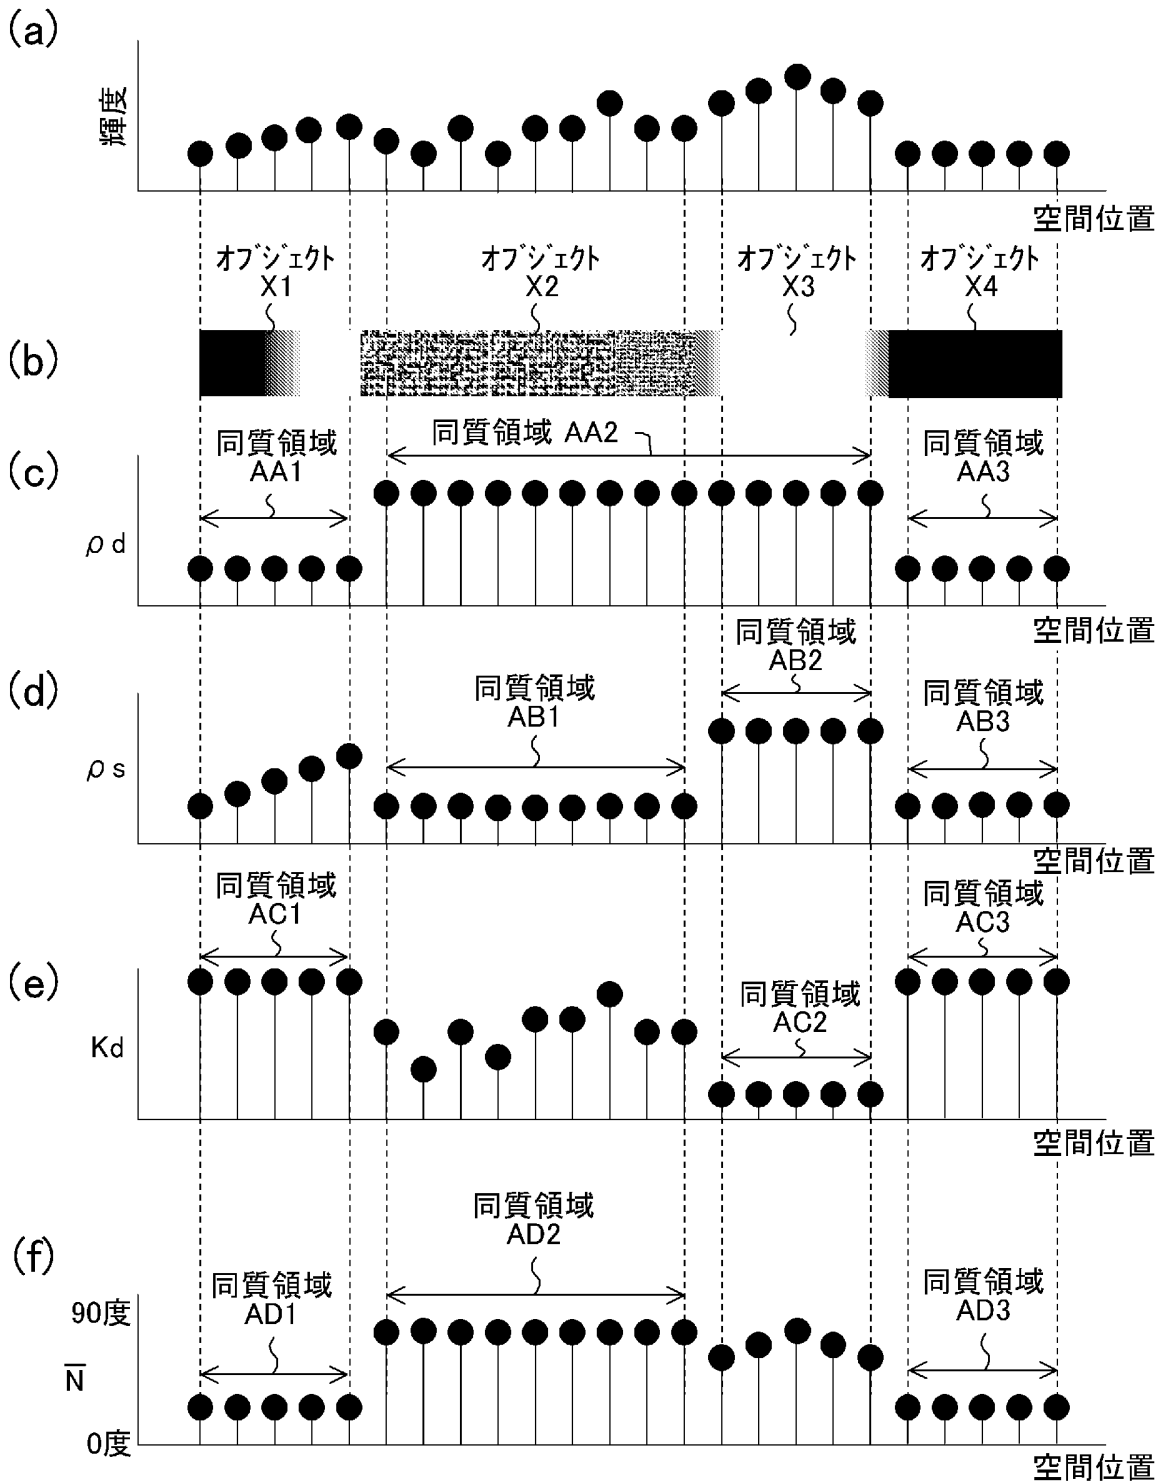 (a)
輝度
空間位置
オブジェクト
X1
オブジェクト
X2
オブジェクト
X3
オブジェクト
X4
(b)
(c)
同質領域
AA1
同質領域 AA2
同質領域
AA3
ρd
空間位置
(d)
同質領域
AB1
同質領域
AB2
同質領域
AB3
ρs
空間位置
(e)
同質領域
AC1
同質領域
AC2
同質領域
AC3
Kd
空間位置
(f)
90度
同質領域
AD1
同質領域
AD2
同質領域
AD3
N̅
0度
空間位置